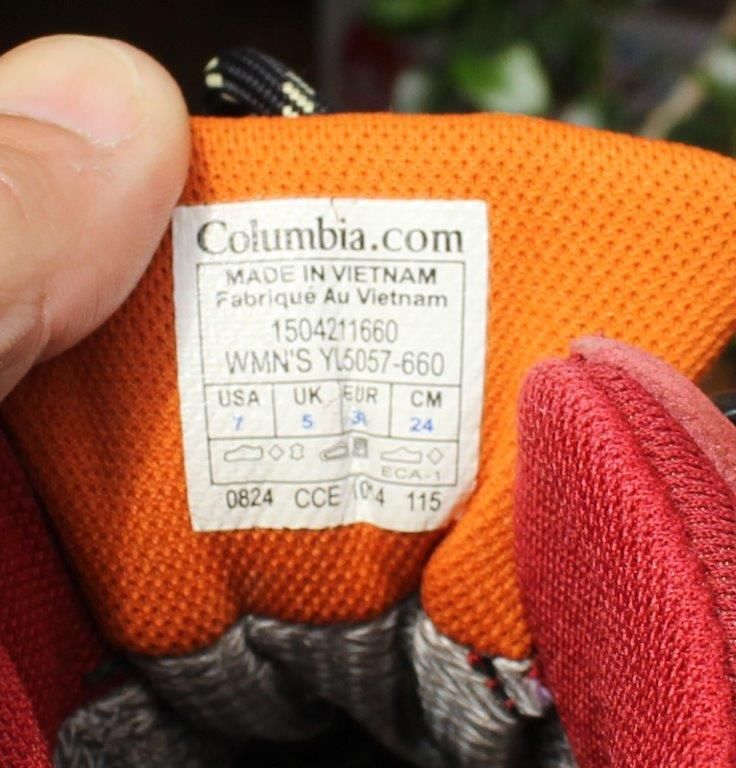 Columbia.com
MADE IN VIETNAM
Fabriqué Au Vietnam
1504211660
WMN'S YL5057-660
USA UK EUR CM
7 5 24
ECA-1
0824 CCE 115